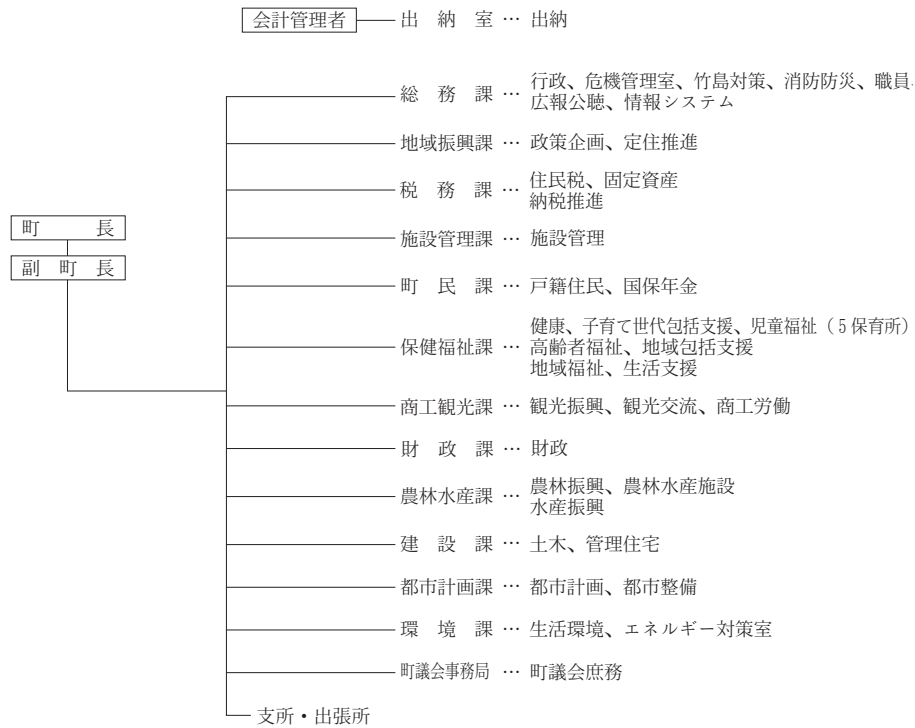 会計管理者 出納室…出納
総務課…行政、危機管理室、竹島対策、消防防災、職員、
広報公聴、情報システム
地域振興課…政策企画、定住推進
税務課…住民税、固定資産
納税推進
町長
施設管理課…施設管理
副町長
町民課…戸籍住民、国保年金
健康、子育て世代包括支援、児童福祉（5保育所）
保健福祉課…高齢者福祉、地域包括支援
地域福祉、生活支援
商工観光課…観光振興、観光交流、商工労働
財政課…財政
農林水産課…農林振興、農林水産施設
水産振興
建設課…土木、管理住宅
都市計画課…都市計画、都市整備
環境課…生活環境、エネルギー対策室
町議会事務局…町議会庶務
支所・出張所